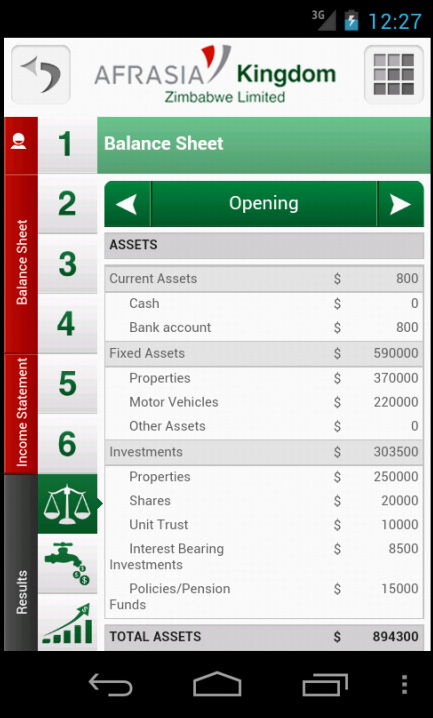 3G 12:27
AFRASIA Kingdom
Zimbabwe Limited
1 Balance Sheet
2
3
4
5
6
Balance Sheet
Income Statement
Results
Opening
ASSETS
Current Assets $ 800
Cash $ 0
Bank account $ 800
Fixed Assets $ 590000
Properties $ 370000
Motor Vehicles $ 220000
Other Assets $ 0
Investments $ 303500
Properties $ 250000
Shares $ 20000
Unit Trust $ 10000
Interest Bearing $ 8500
Investments
Policies/Pension $ 15000
Funds
TOTAL ASSETS $ 894300